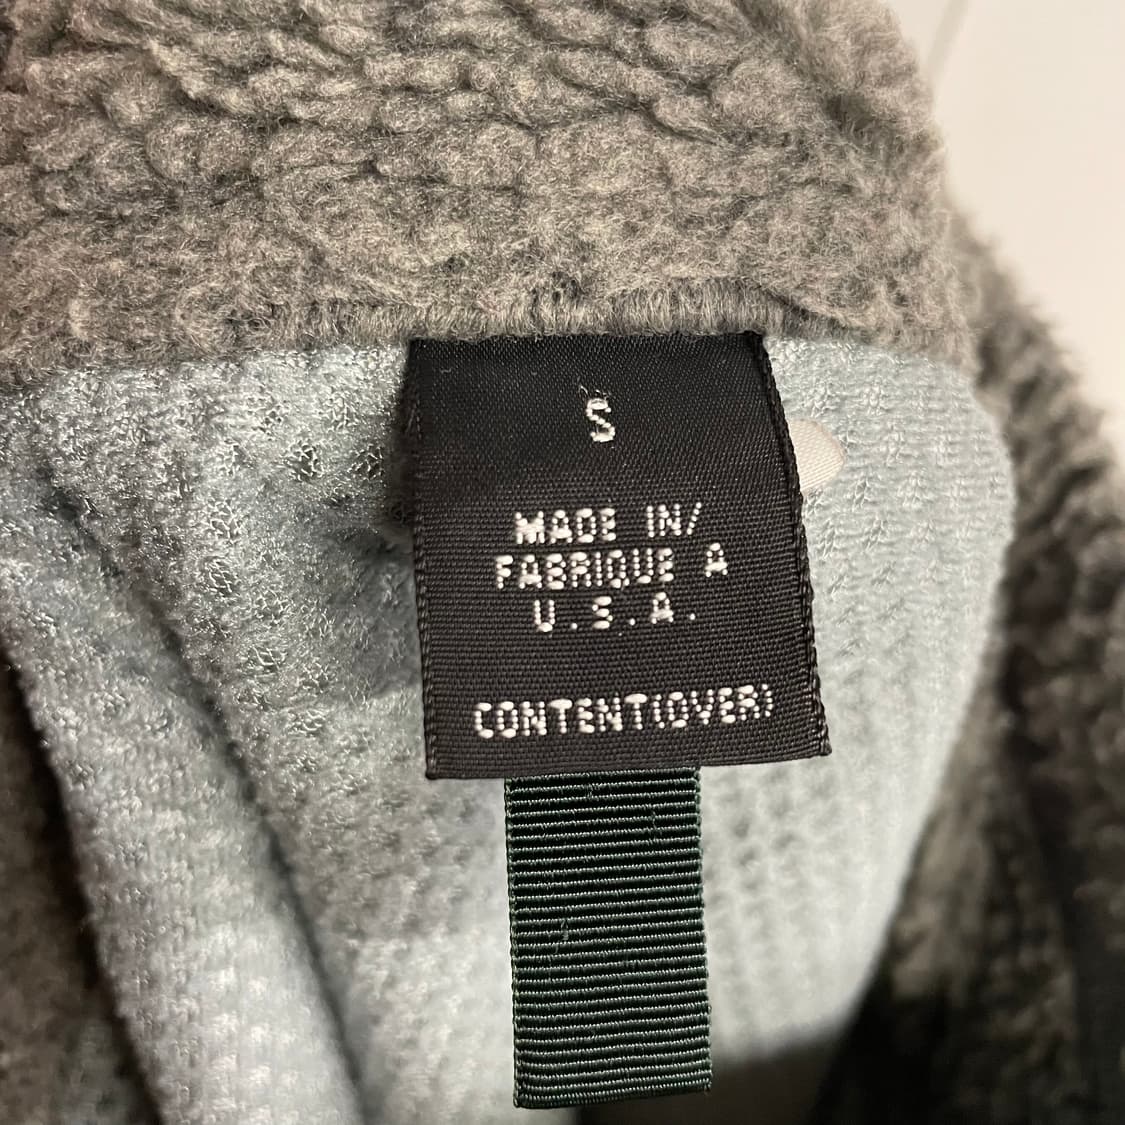 S
MADE IN/
FABRIQUE A
U.S.A.
CONTENT(OVER)